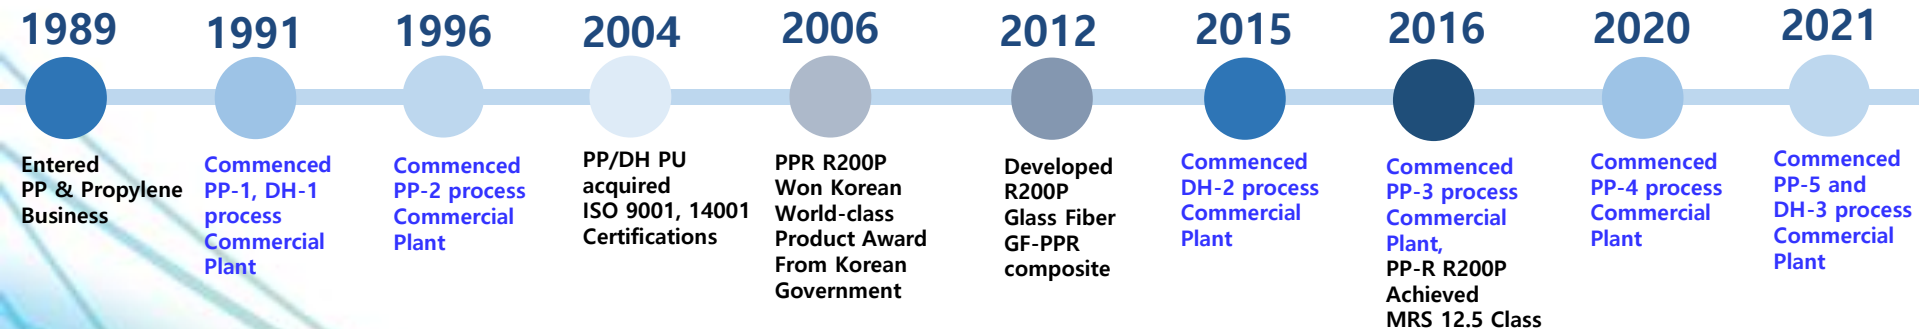 1989
Entered
PP & Propylene
Business
1991
Commenced
PP-1, DH-1
process
Commercial
Plant
1996
Commenced
PP-2 process
Commercial
Plant
2004
PP/DH PU
acquired
ISO 9001, 14001
Certifications
2006
PPR R200P
Won Korean
World-class
Product Award
From Korean
Government
2012
Developed
R200P
Glass Fiber
GF-PPR
composite
2015
Commenced
DH-2 process
Commercial
Plant
2016
Commenced
PP-3 process
Commercial
Plant,
PP-R R200P
Achieved
MRS 12.5 Class
2020
Commenced
PP-4 process
Commercial
Plant
2021
Commenced
PP-5 and
DH-3 process
Commercial
Plant